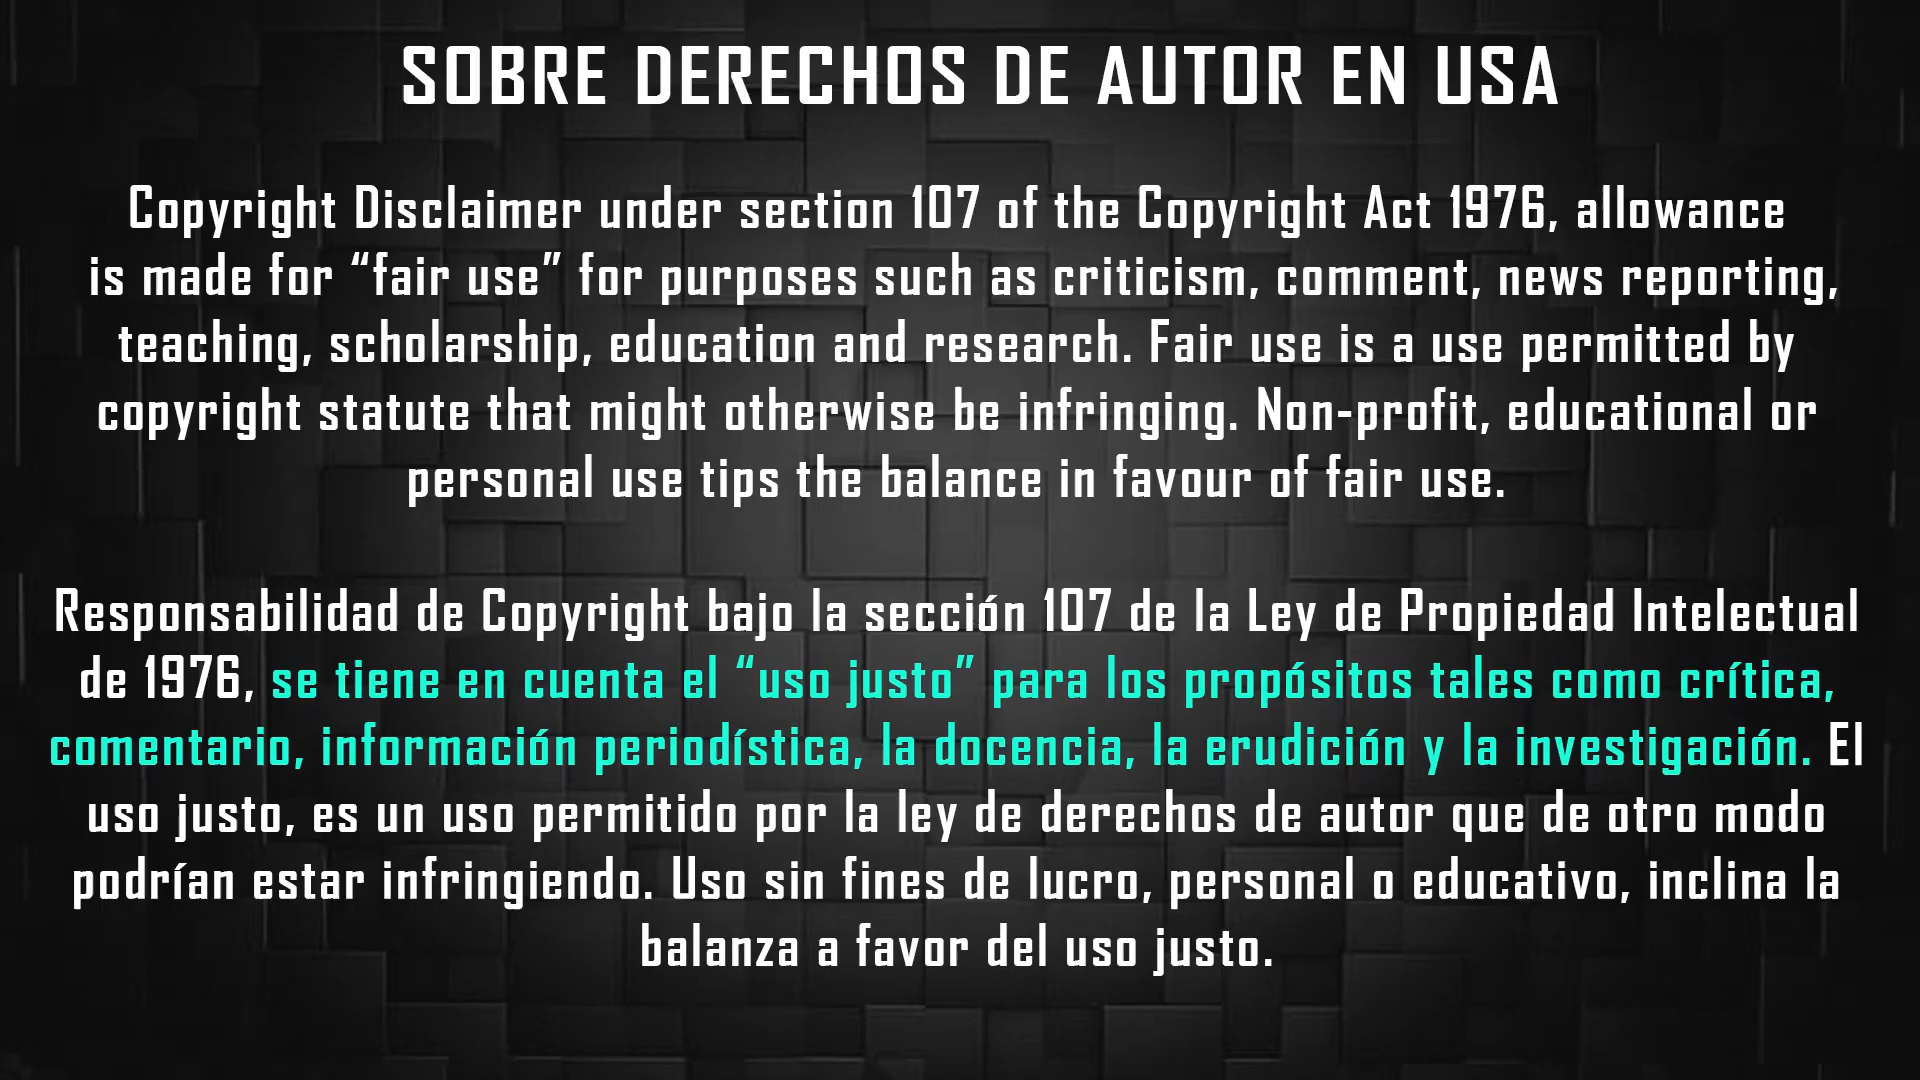 SOBRE DERECHOS DE AUTOR EN USA
Copyright Disclaimer under section 107 of the Copyright Act 1976, allowance
is made for “fair use” for purposes such as criticism, comment, news reporting,
teaching, scholarship, education and research. Fair use is a use permitted by
copyright statute that might otherwise be infringing. Non-profit, educational or
personal use tips the balance in favour of fair use.
Responsabilidad de Copyright bajo la sección 107 de la Ley de Propiedad Intelectual
de 1976, se tiene en cuenta el “uso justo” para los propósitos tales como crítica,
comentario, información periodística, la docencia, la erudición y la investigación. El
uso justo, es un uso permitido por la ley de derechos de autor que de otro modo
podrían estar infringiendo. Uso sin fines de lucro, personal o educativo, inclina la
balanza a favor del uso justo.